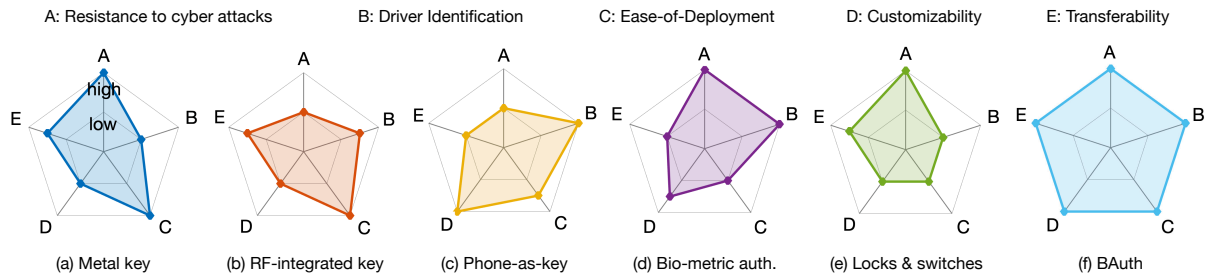 A: Resistance to cyber attacks B: Driver Identification C: Ease-of-Deployment D: Customizability E: Transferability
A B C D E high low
A B C D E
A B C D E
A B C D E
A B C D E
A B C D E
(a) Metal key (b) RF-integrated key (c) Phone-as-key (d) Bio-metric auth. (e) Locks & switches (f) BAuth